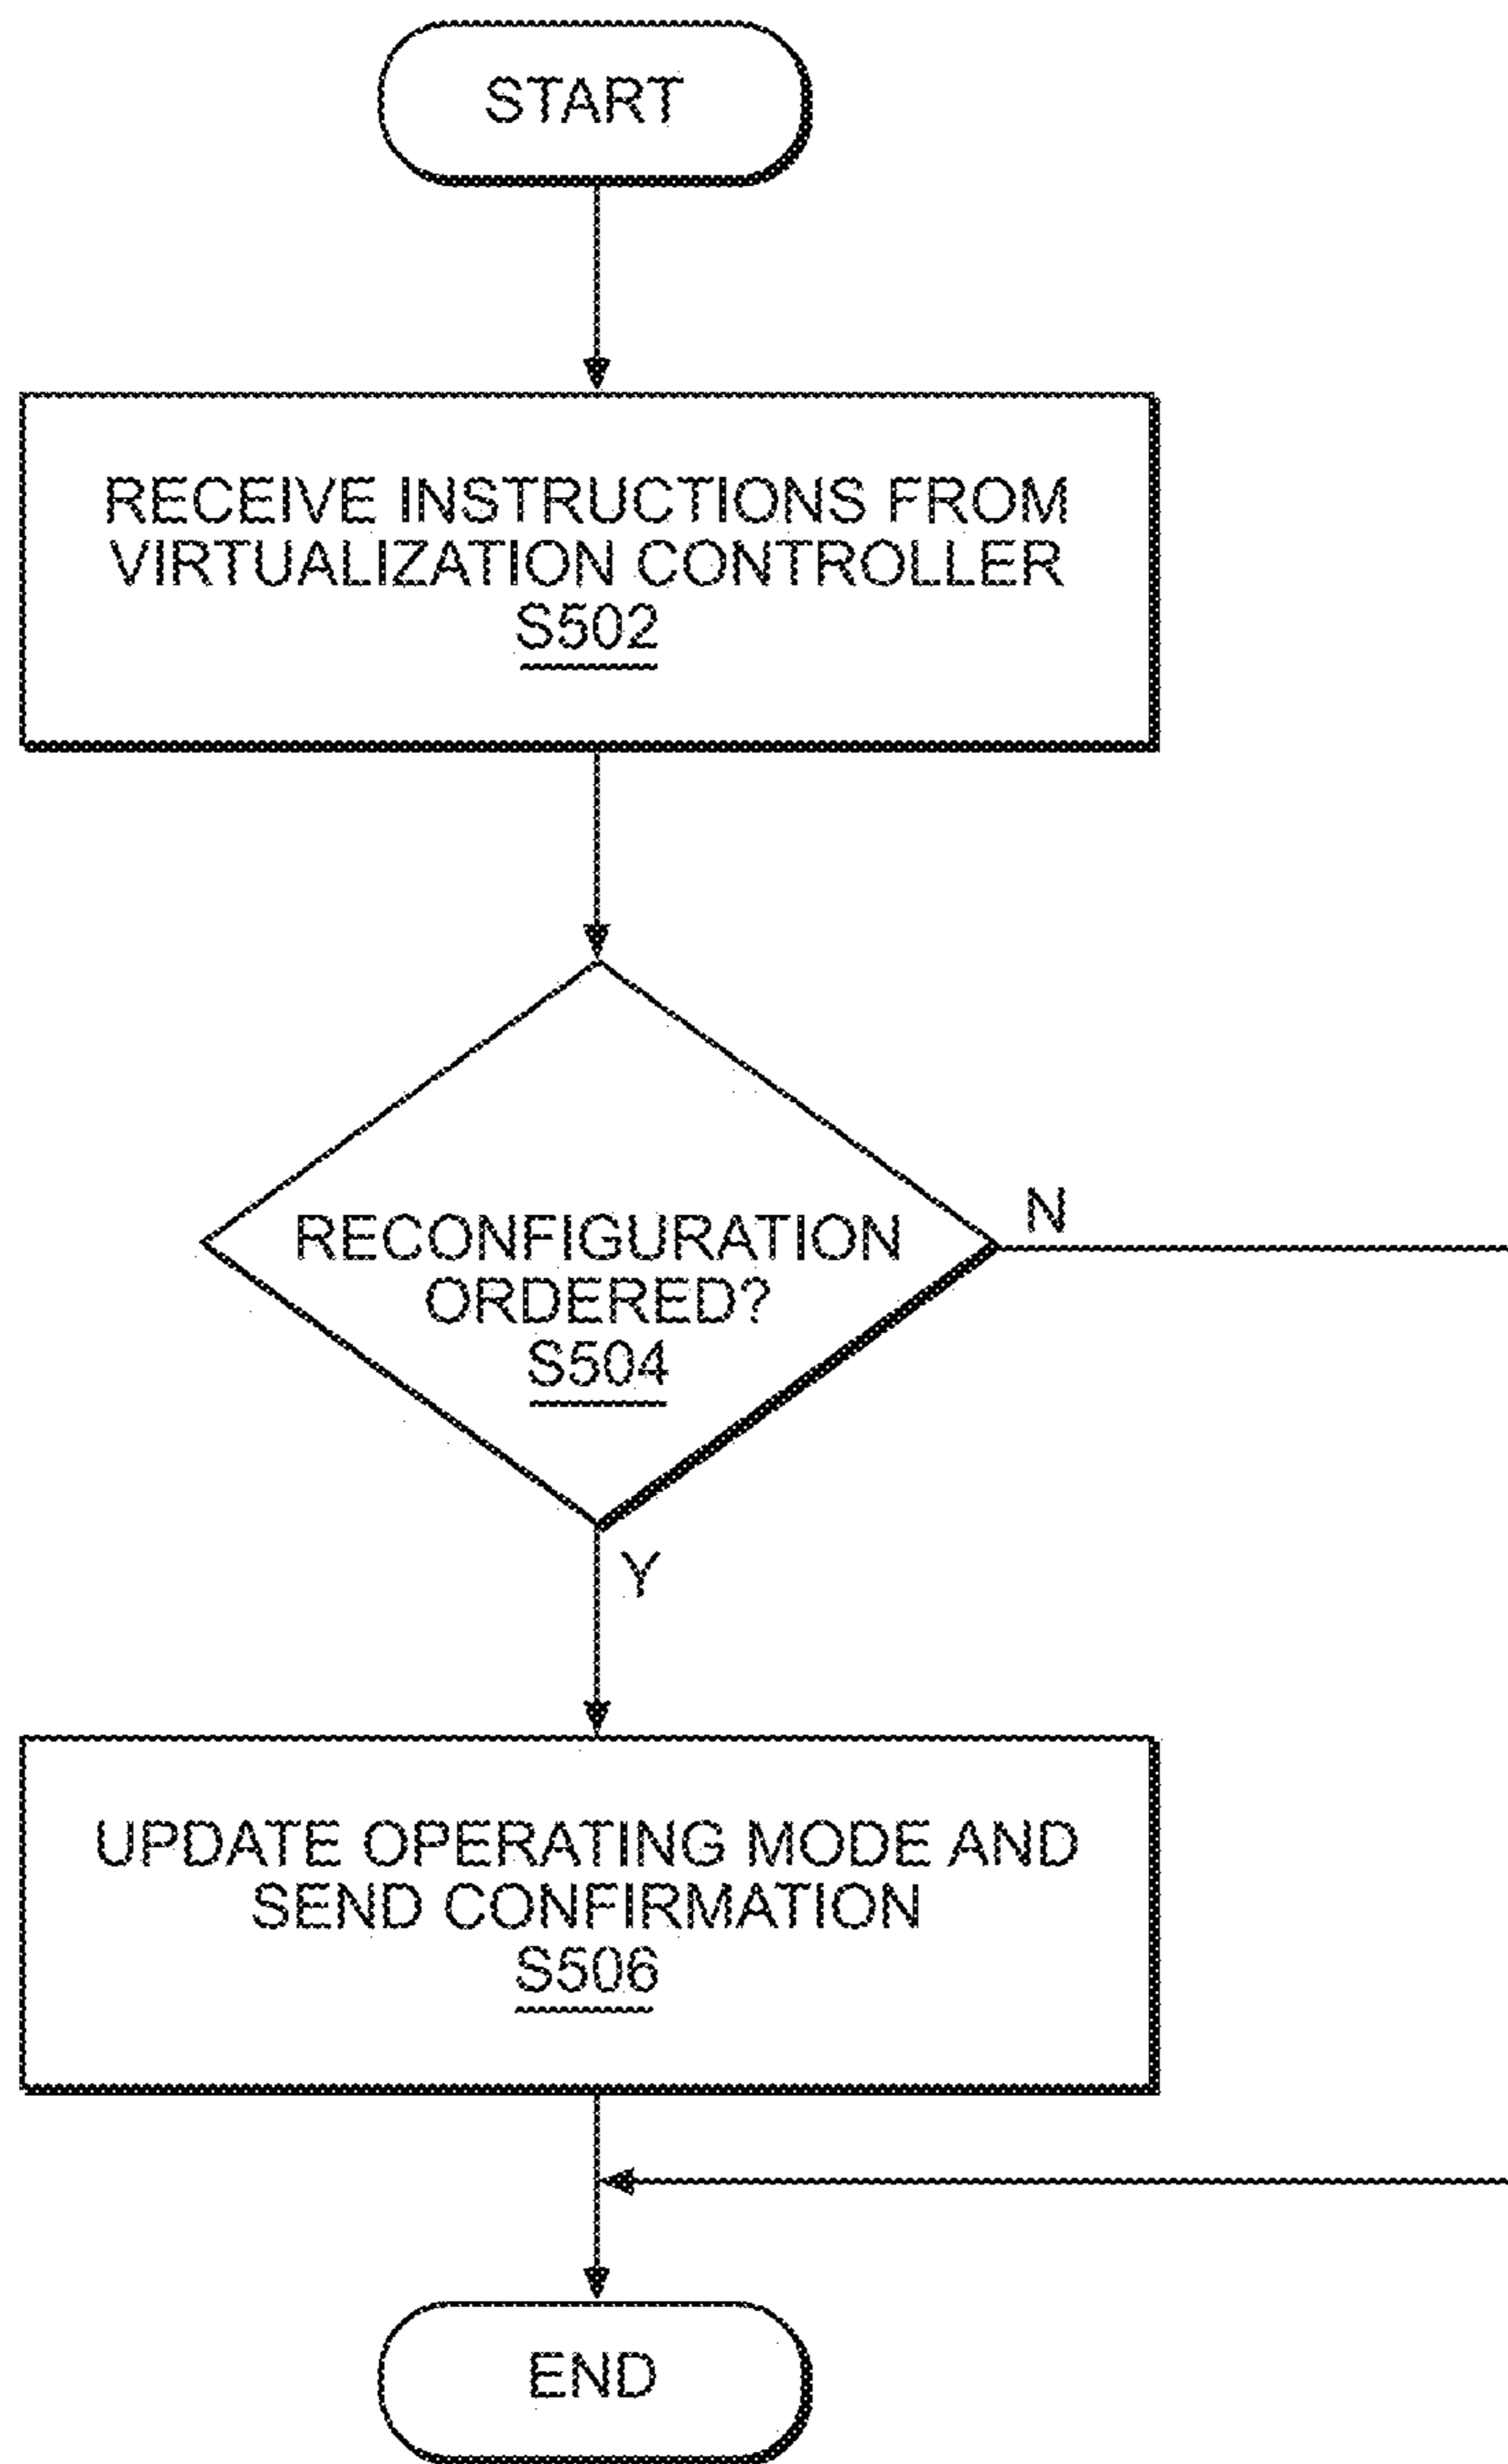 START
RECEIVE INSTRUCTIONS FROM
VIRTUALIZATION CONTROLLER
S502
RECONFIGURATION
ORDERED?
S504
N
Y
UPDATE OPERATING MODE AND
SEND CONFIRMATION
S506
END